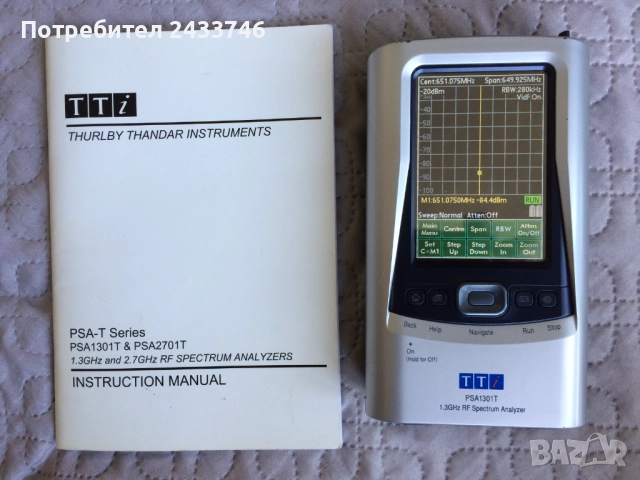 Потребител 2433746
TTi
THURLBY THANDAR INSTRUMENTS
PSA-T Series
PSA1301T & PSA2701T
1.3GHz and 2.7GHz RF SPECTRUM ANALYZERS
INSTRUCTION MANUAL
Cent:651.075MHz Span:649.925MHz
-20dBm RBW:280kHz
VidF On
-30
-40
-50
-60
-70
-80
-90
-100
M1:651.0750MHz -84.4dBm RUN
Sweep:Normal Atten:Off
Main Menu Centre Span RBW Atten. On/Off
Set C=M1 Step Up Step Down Zoom In Zoom Out
Back Help Navigate Run Stop
On
(Hold for Off)
TTi
PSA1301T
1.3GHz RF Spectrum Analyzer
BAZAR
bg